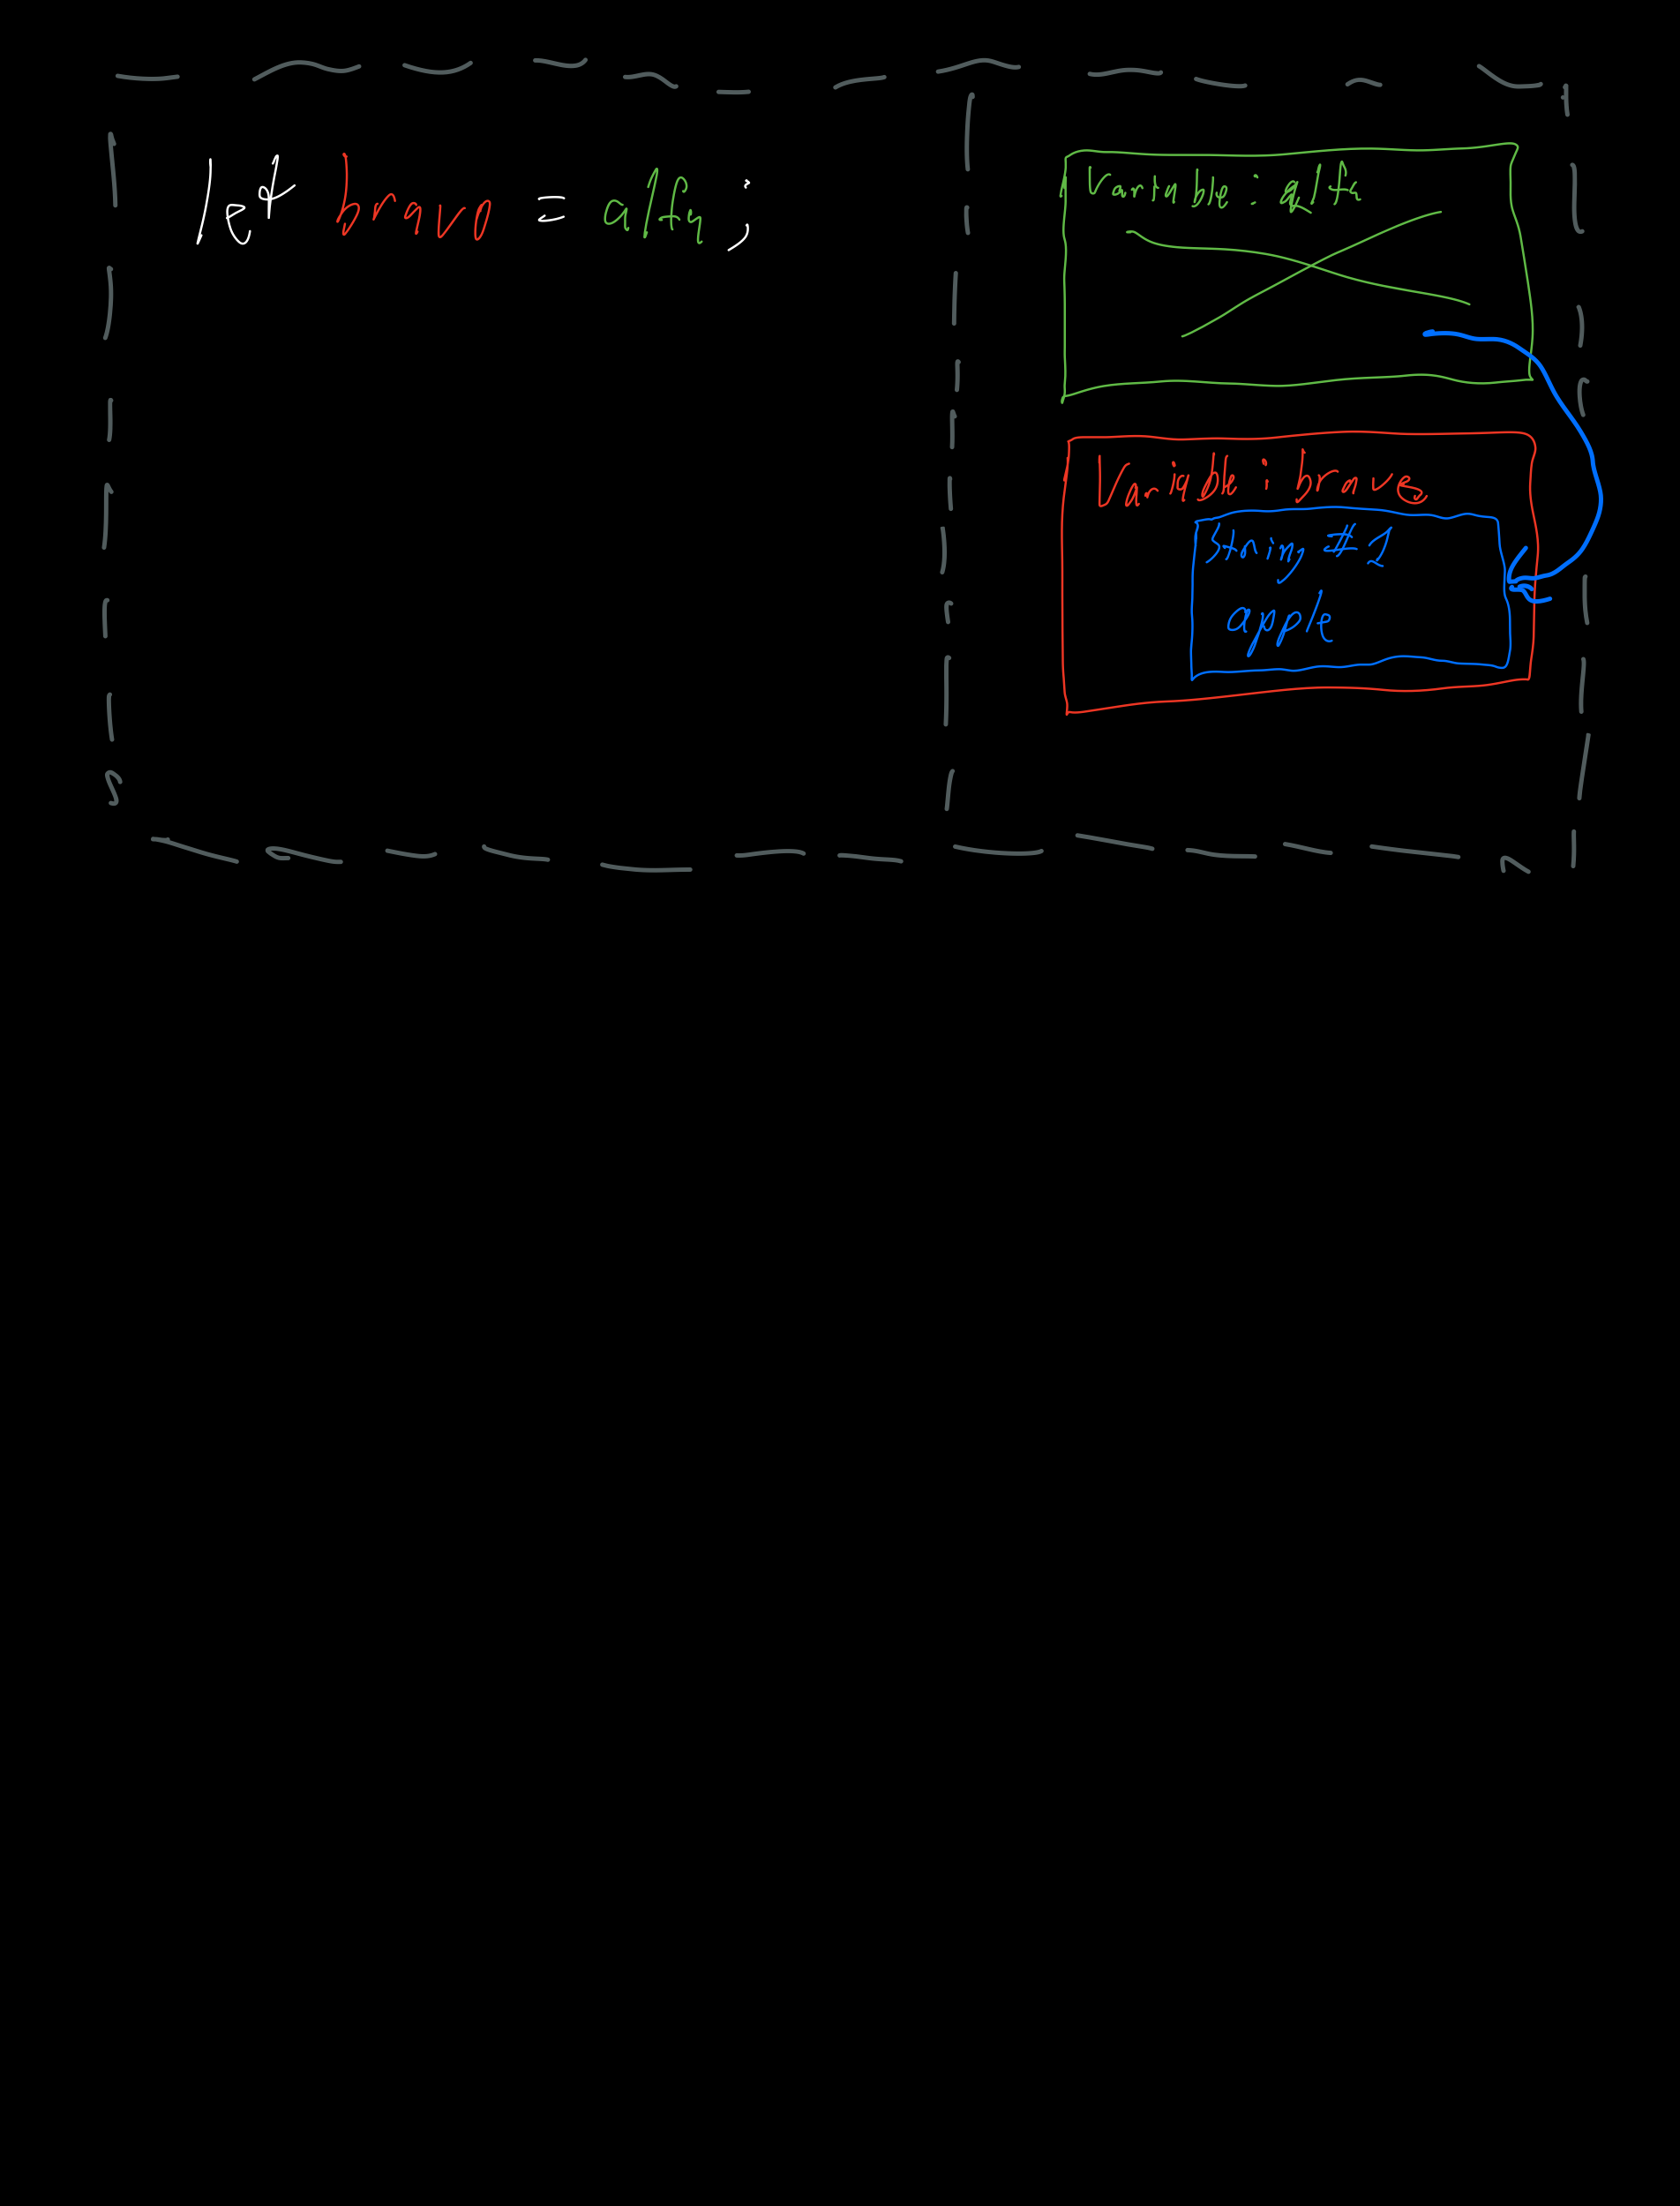 let bravo = alfa;
Variable: alfa
Variable: bravo
String #1
apple